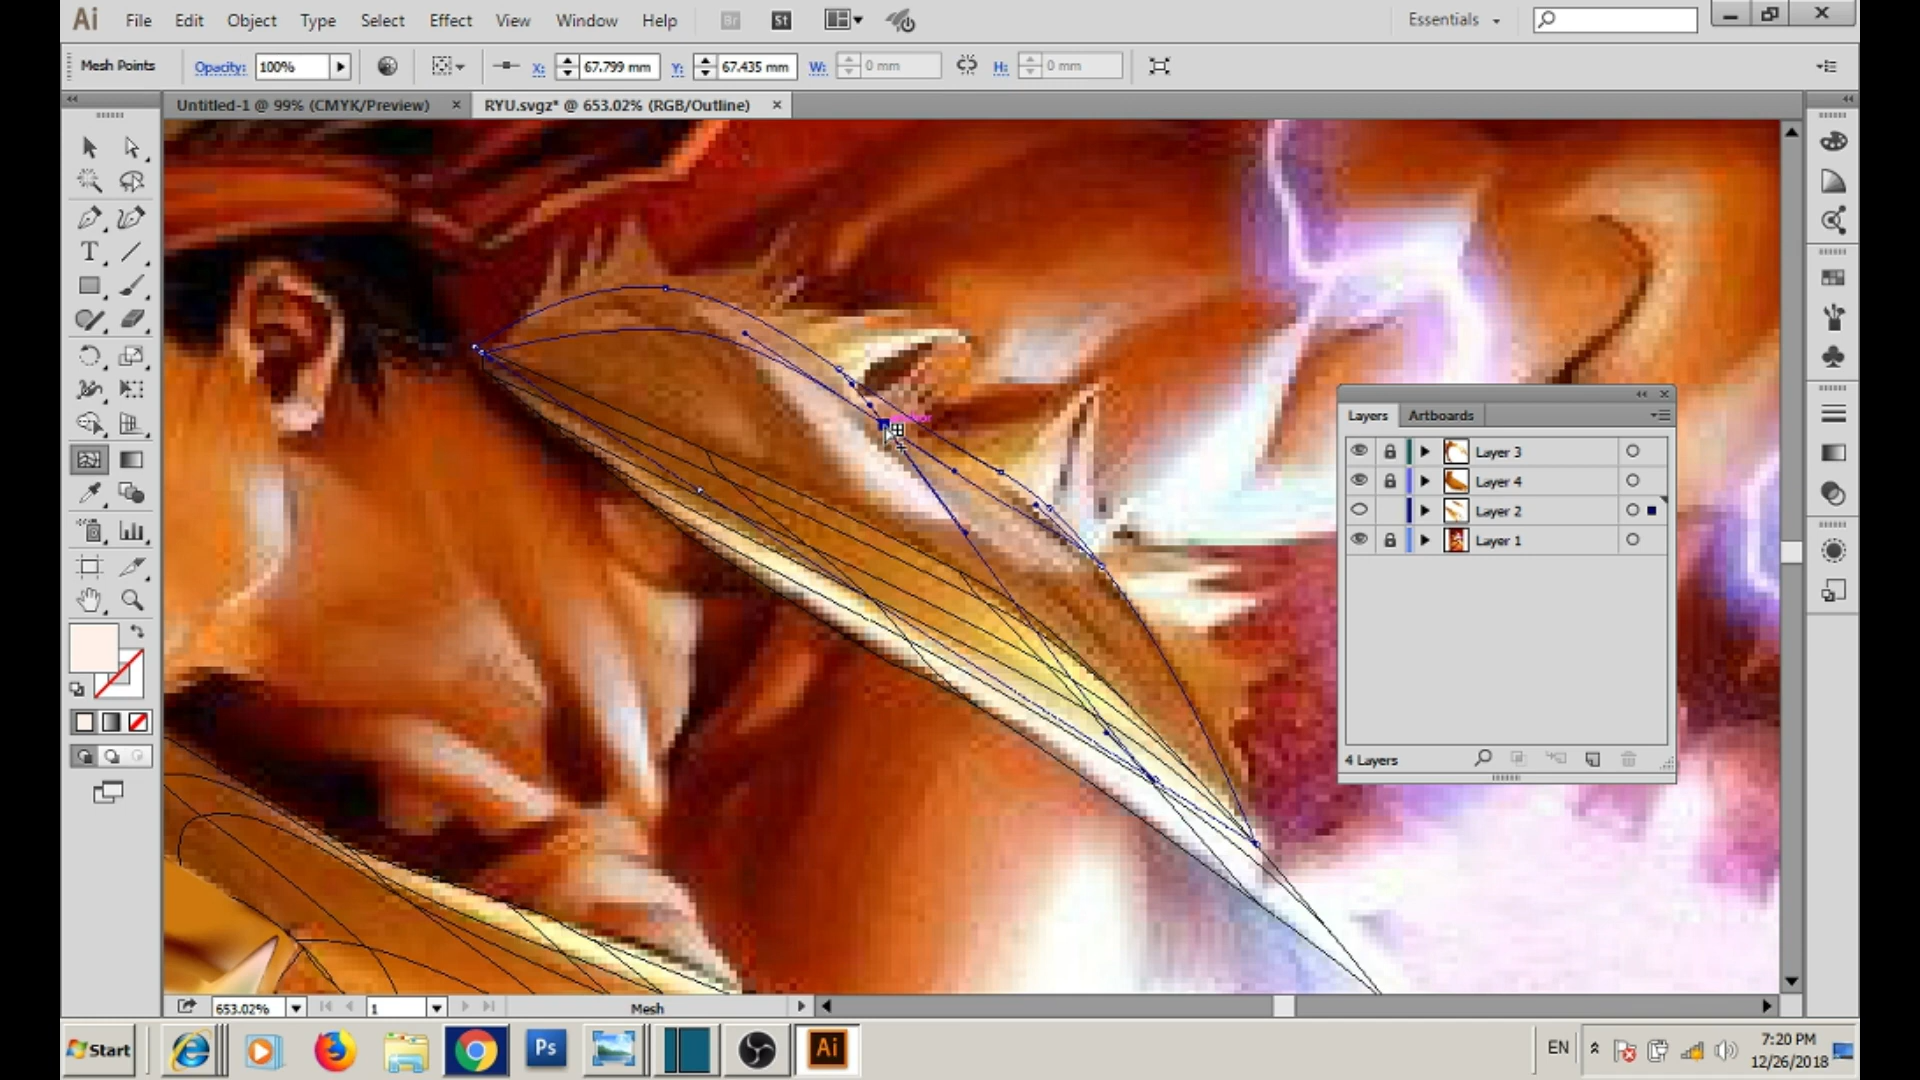 Ai File Edit Object Type Select Effect View Window Help Br St Essentials
Mesh Points Opacity: 100% X: 67.799 mm Y: 67.435 mm W: 0 mm H: 0 mm
Untitled-1 @ 99% (CMYK/Preview) RYU.svgz* @ 653.02% (RGB/Outline)
Layers Artboards
Layer 3
Layer 4
Layer 2
Layer 1
4 Layers
653.02% 1 Mesh
Start Ps Ai EN 7:20 PM
12/26/2018